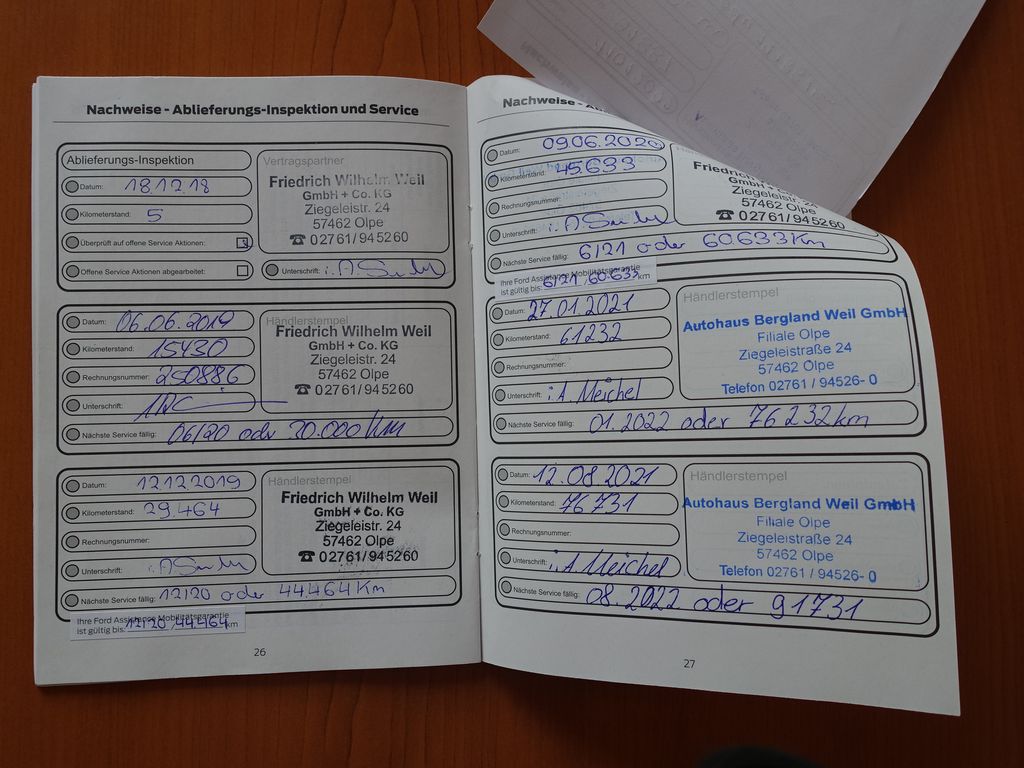 Nachweise - Ablieferungs-Inspektion und Service
Ablieferungs-Inspektion
Datum: 18.12.18
Kilometerstand: 5
Überprüft auf offene Service Aktionen:
Offene Service Aktionen abgearbeitet:
Vertragspartner
Friedrich Wilhelm Weil
GmbH + Co. KG
Ziegeleistr. 24
57462 Olpe
☎ 02761/945260
Unterschrift: i.A
Datum: 06.06.2019
Kilometerstand: 15430
Rechnungsnummer: 250886
Unterschrift:
Händlerstempel
Friedrich Wilhelm Weil
GmbH + Co. KG
Ziegeleistr. 24
57462 Olpe
☎ 02761/945260
Nächste Service fällig: 06/20 oder 30.000 Km
Datum: 12.12.2019
Kilometerstand: 29.464
Rechnungsnummer:
Unterschrift: i.A
Händlerstempel
Friedrich Wilhelm Weil
GmbH + Co. KG
Ziegeleistr. 24
57462 Olpe
☎ 02761/945260
Nächste Service fällig: 12/20 oder 44.464 Km
Ihre Ford Assistance Mobilitätsgarantie
ist gültig bis: 12/20 /44.464 km
26
Nachweise -
Datum: 09.06.2020
Kilometerstand: 45.633
Rechnungsnummer:
Unterschrift: i.A
Friedrich Wilhelm
GmbH + Co. KG
Ziegeleistr. 24
57462 Olpe
☎ 02761/945260
Nächste Service fällig: 6/21 oder 60.633 Km
Ihre Ford Assistance Mobilitätsgarantie
ist gültig bis: 6/21 /60.633 km
Datum: 27.01.2021
Kilometerstand: 61232
Rechnungsnummer:
Unterschrift: i.A Meichel
Händlerstempel
Autohaus Bergland Weil GmbH
Filiale Olpe
Ziegeleistraße 24
57462 Olpe
Telefon 02761 / 94526- 0
Nächste Service fällig: 01.2022 oder 76232km
Datum: 12.08.2021
Kilometerstand: 76731
Rechnungsnummer:
Unterschrift: i.A Meichel
Händlerstempel
Autohaus Bergland Weil GmbH
Filiale Olpe
Ziegeleistraße 24
57462 Olpe
Telefon 02761 / 94526- 0
Nächste Service fällig: 08.2022 oder 91731
27